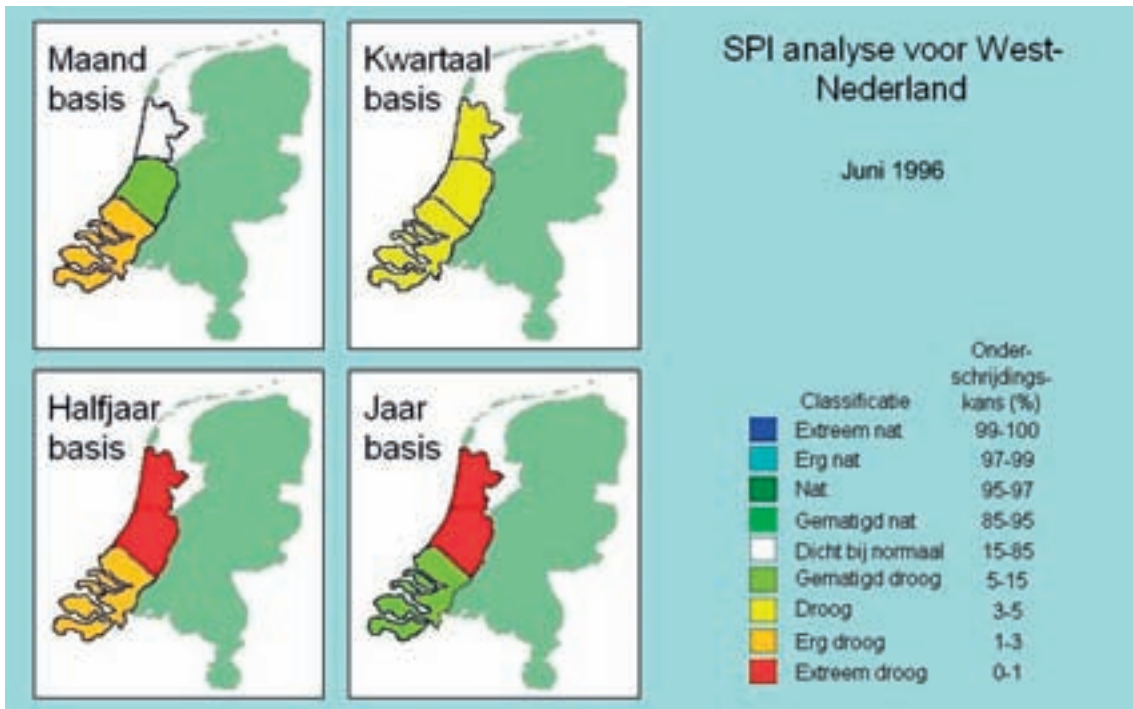 Maand
basis
Kwartaal
basis
Halfjaar
basis
Jaar
basis
SPI analyse voor West-
Nederland
Juni 1996
Onder-
schrijdings-
Classificatie kans (%)
Extreem nat 99-100
Erg nat 97-99
Nat 95-97
Gematigd nat 85-95
Dicht bij normaal 15-85
Gematigd droog 5-15
Droog 3-5
Erg droog 1-3
Extreem droog 0-1